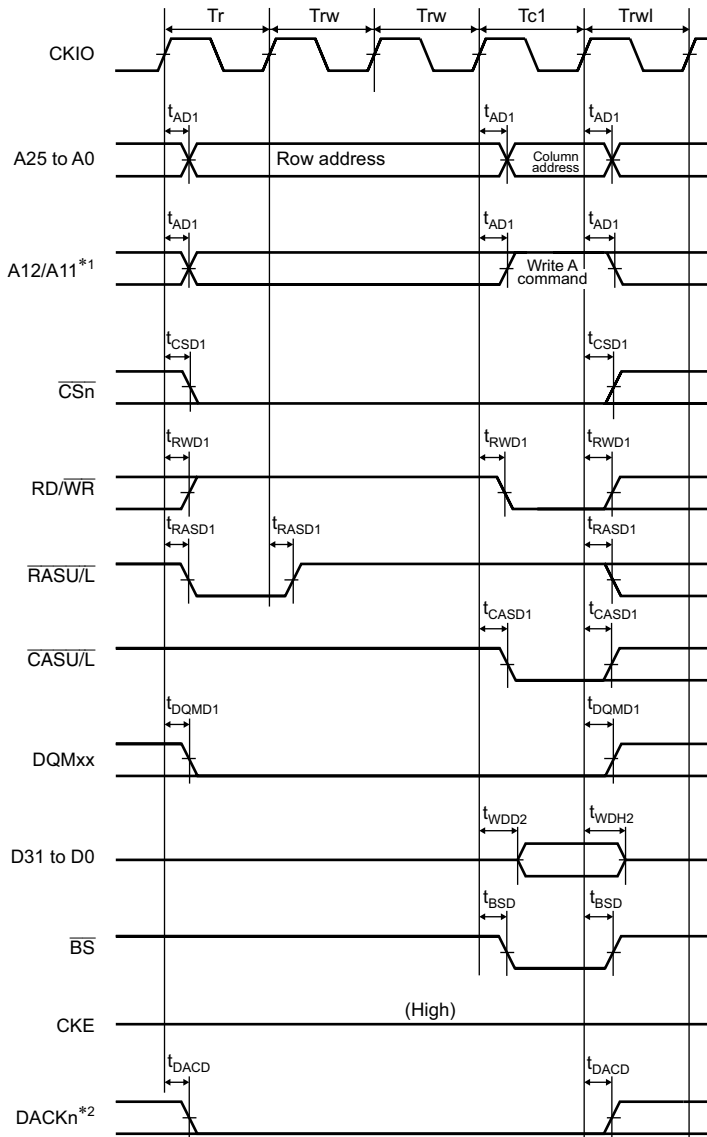 Tr Trw Trw Tc1 Trwl
CKIO
tAD1 tAD1 tAD1
A25 to A0 Row address Column address
tAD1 tAD1 tAD1
A12/A11*1 Write A command
tCSD1 tCSD1
CSn
tRWD1 tRWD1 tRWD1
RD/WR
tRASD1 tRASD1 tRASD1
RASU/L
tCASD1 tCASD1
CASU/L
tDQMD1 tDQMD1
DQMxx
tWDD2 tWDH2
D31 to D0
tBSD tBSD
BS
(High)
CKE
tDACD tDACD
DACKn*2